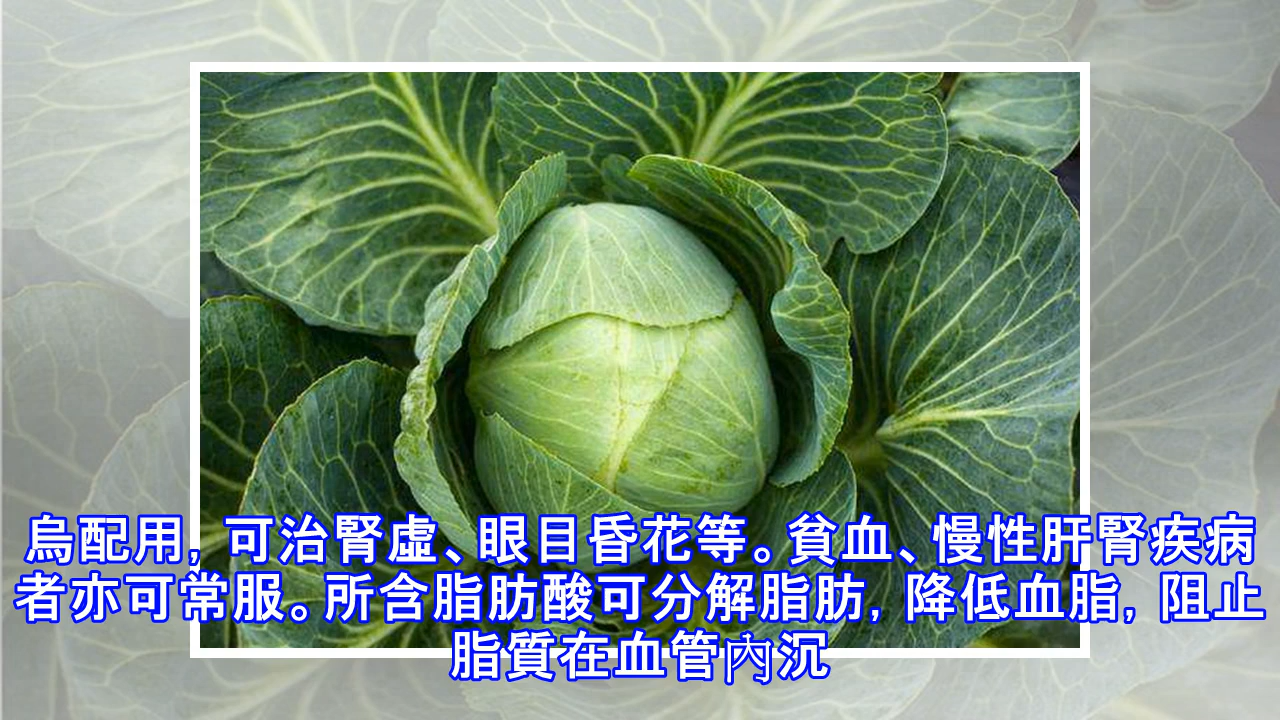 烏配用, 可治腎虛、眼目昏花等。貧血、慢性肝腎疾病
者亦可常服。所含脂肪酸可分解脂肪, 降低血脂, 阻止
脂質在血管內沉